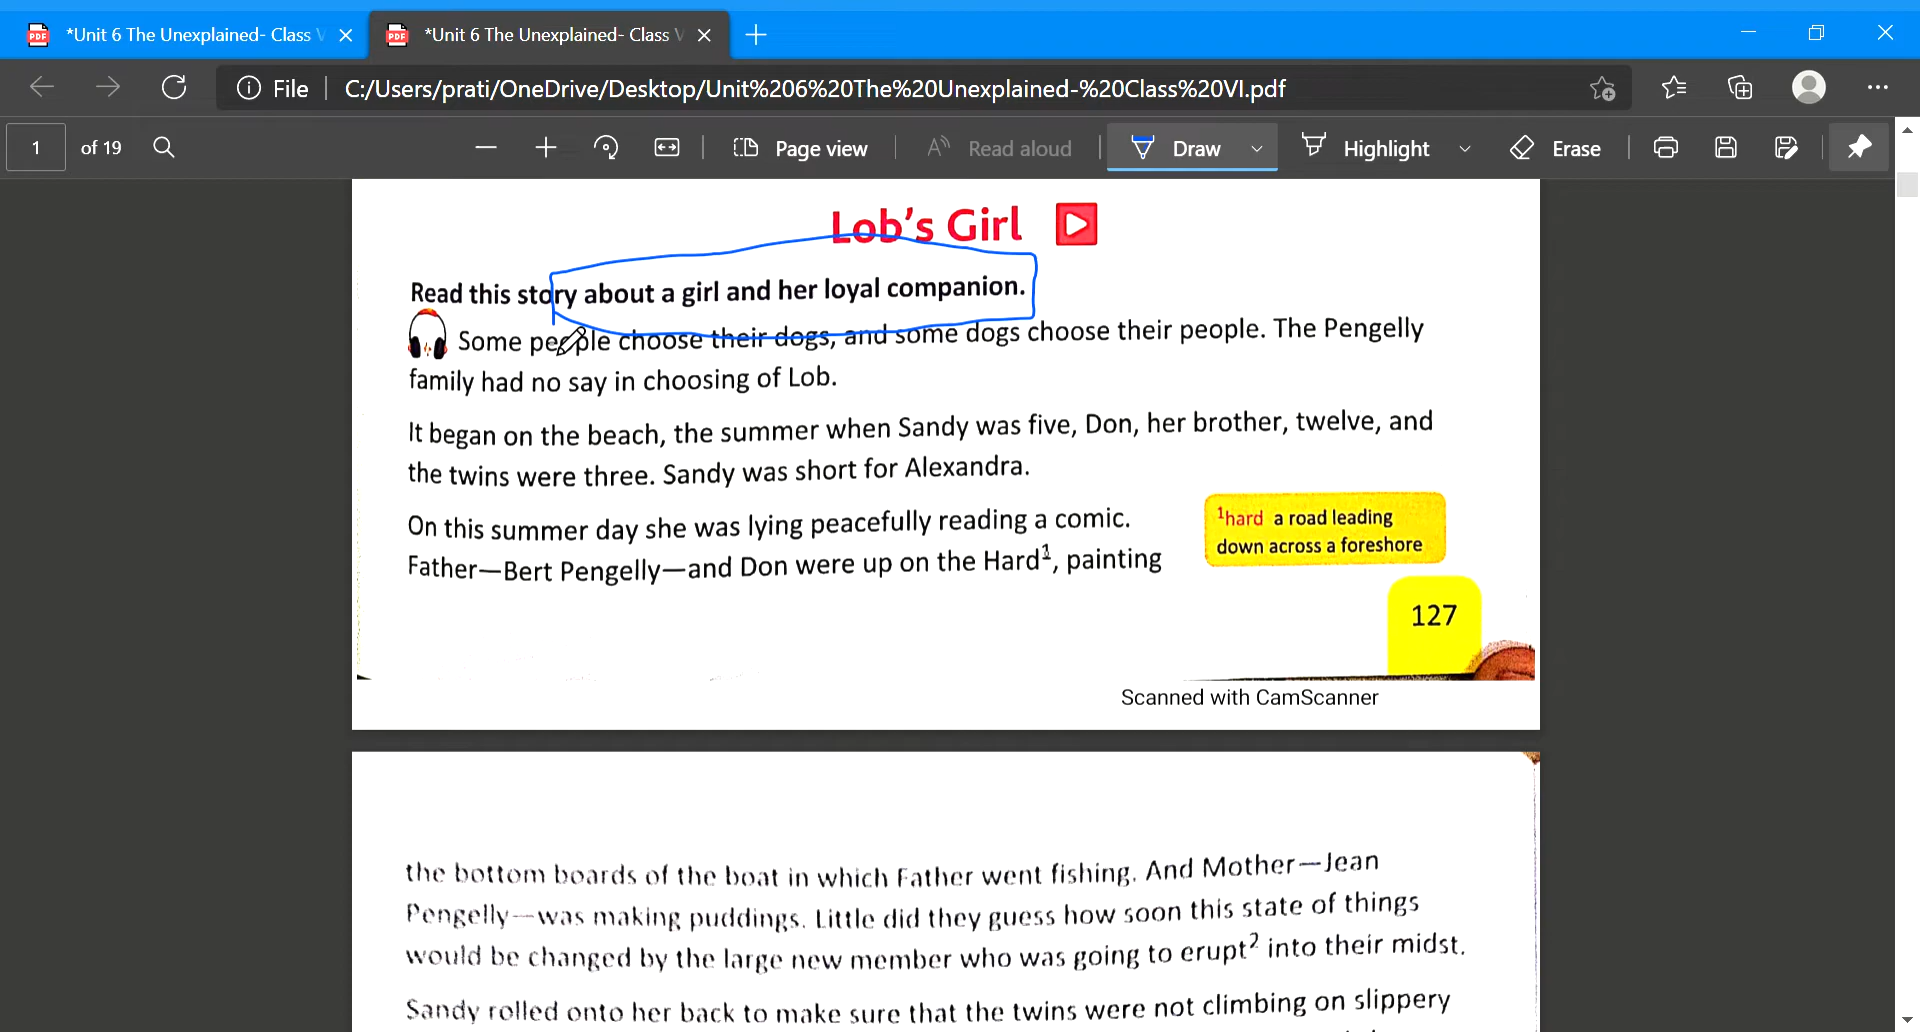 *Unit 6 The Unexplained- Class V
*Unit 6 The Unexplained- Class V
File
C:/Users/prati/OneDrive/Desktop/Unit%206%20The%20Unexplained-%20Class%20VI.pdf
1 of 19
Page view
Read aloud
Draw
Highlight
Erase
Lob's Girl
Read this story about a girl and her loyal companion.
Some people choose their dogs, and some dogs choose their people. The Pengelly
family had no say in choosing of Lob.
It began on the beach, the summer when Sandy was five, Don, her brother, twelve, and
the twins were three. Sandy was short for Alexandra.
On this summer day she was lying peacefully reading a comic.
Father—Bert Pengelly—and Don were up on the Hard1, painting
1hard a road leading
down across a foreshore
127
Scanned with CamScanner
the bottom boards of the boat in which Father went fishing. And Mother—Jean
Pengelly—was making puddings. Little did they guess how soon this state of things
would be changed by the large new member who was going to erupt2 into their midst.
Sandy rolled onto her back to make sure that the twins were not climbing on slippery